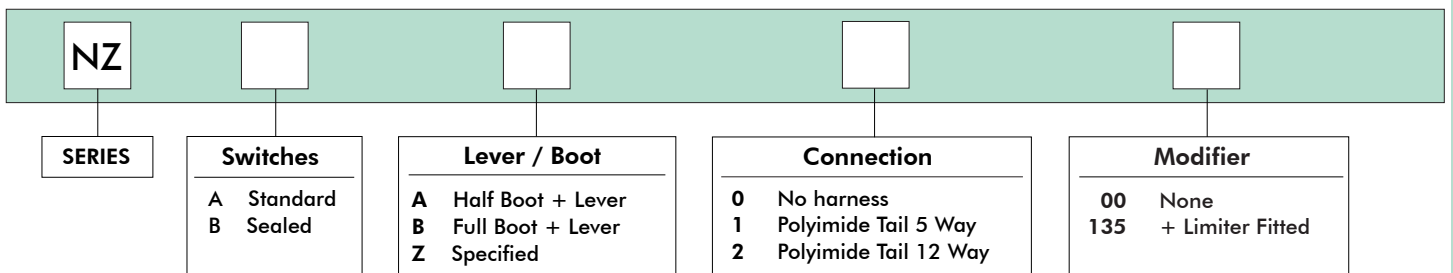 NZ
SERIES
Switches
A Standard
B Sealed
Lever / Boot
A Half Boot + Lever
B Full Boot + Lever
Z Specified
Connection
0 No harness
1 Polyimide Tail 5 Way
2 Polyimide Tail 12 Way
Modifier
00 None
135 + Limiter Fitted